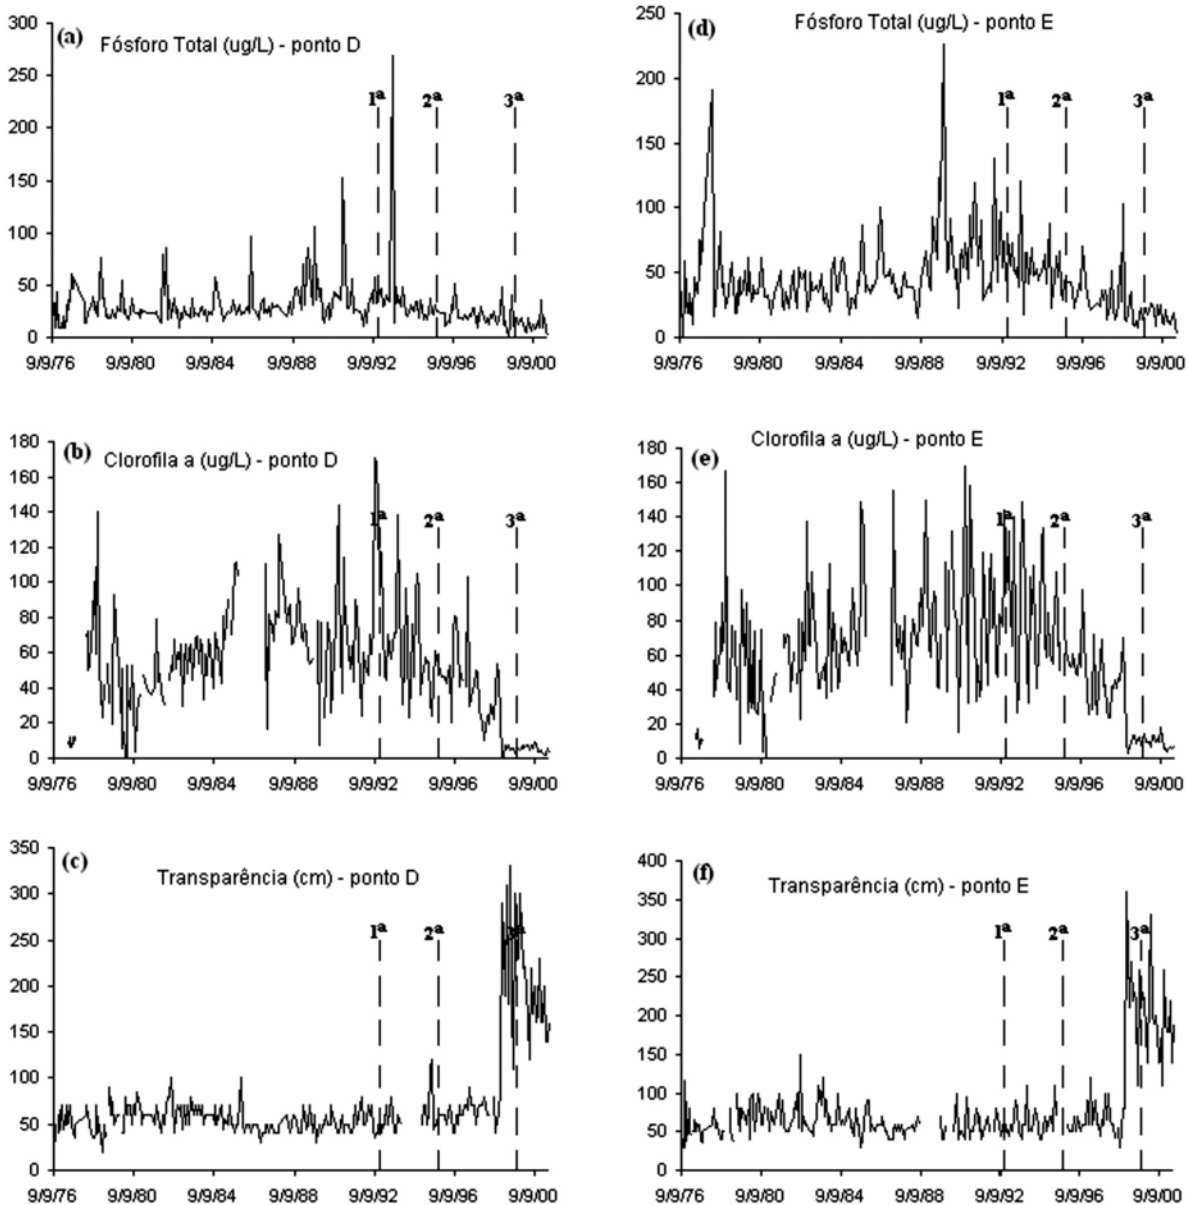 (a) Fósforo Total (ug/L) - ponto D
300
250
200
150
100
50
0
1ª 2ª 3ª
9/9/76 9/9/80 9/9/84 9/9/88 9/9/92 9/9/96 9/9/00
(d) Fósforo Total (ug/L) - ponto E
250
200
150
100
50
0
1ª 2ª 3ª
9/9/76 9/9/80 9/9/84 9/9/88 9/9/92 9/9/96 9/9/00
(b) Clorofila a (ug/L) - ponto D
180
160
140
120
100
80
60
40
20
0
1ª 2ª 3ª
9/9/76 9/9/80 9/9/84 9/9/88 9/9/92 9/9/96 9/9/00
(e) Clorofila a (ug/L) - ponto E
180
160
140
120
100
80
60
40
20
0
1ª 2ª 3ª
9/9/76 9/9/80 9/9/84 9/9/88 9/9/92 9/9/96 9/9/00
(c) Transparência (cm) - ponto D
350
300
250
200
150
100
50
0
1ª 2ª 3ª
9/9/76 9/9/80 9/9/84 9/9/88 9/9/92 9/9/96 9/9/00
(f) Transparência (cm) - ponto E
400
350
300
250
200
150
100
50
0
1ª 2ª 3ª
9/9/76 9/9/80 9/9/84 9/9/88 9/9/92 9/9/96 9/9/00